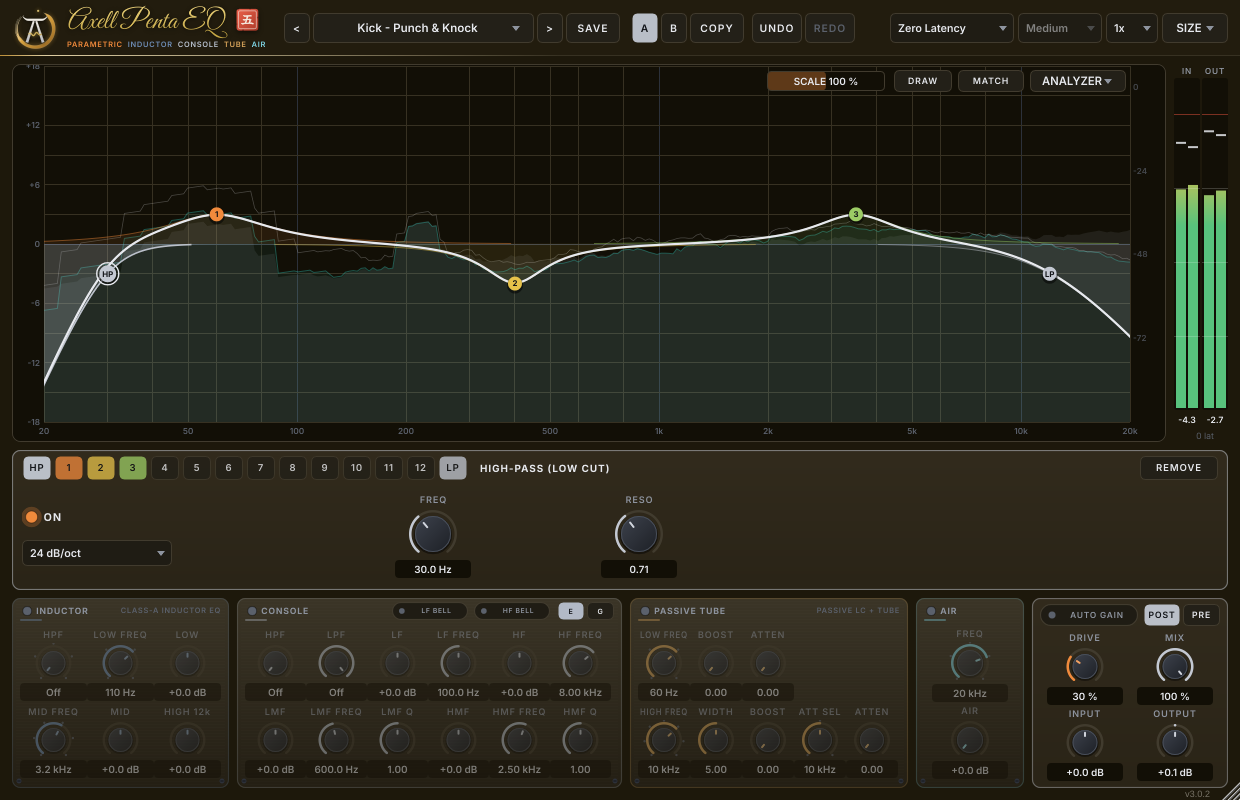 Axell Penta EQ 五
PARAMETRIC INDUCTOR CONSOLE TUBE AIR
< Kick - Punch & Knock > SAVE A B COPY UNDO REDO Zero Latency Medium 1x SIZE
SCALE 100 % DRAW MATCH ANALYZER
IN OUT
+18
+12
+6
0
-6
-12
-18
0
-24
-48
-72
HP 1 2 3 LP
20 50 100 200 500 1k 2k 5k 10k 20k
-4.3 -2.7
0 lat
HP 1 2 3 4 5 6 7 8 9 10 11 12 LP HIGH-PASS (LOW CUT) REMOVE
FREQ RESO
ON
24 dB/oct
30.0 Hz 0.71
INDUCTOR CLASS-A INDUCTOR EQ
HPF LOW FREQ LOW
Off 110 Hz +0.0 dB
MID FREQ MID HIGH 12k
3.2 kHz +0.0 dB +0.0 dB
CONSOLE LF BELL HF BELL E G
HPF LPF LF LF FREQ HF HF FREQ
Off Off +0.0 dB 100.0 Hz +0.0 dB 8.00 kHz
LMF LMF FREQ LMF Q HMF HMF FREQ HMF Q
+0.0 dB 600.0 Hz 1.00 +0.0 dB 2.50 kHz 1.00
PASSIVE TUBE PASSIVE LC + TUBE
LOW FREQ BOOST ATTEN
60 Hz 0.00 0.00
HIGH FREQ WIDTH BOOST ATT SEL ATTEN
10 kHz 5.00 0.00 10 kHz 0.00
AIR
FREQ
20 kHz
AIR
+0.0 dB
AUTO GAIN POST PRE
DRIVE MIX
30 % 100 %
INPUT OUTPUT
+0.0 dB +0.1 dB
v3.0.2